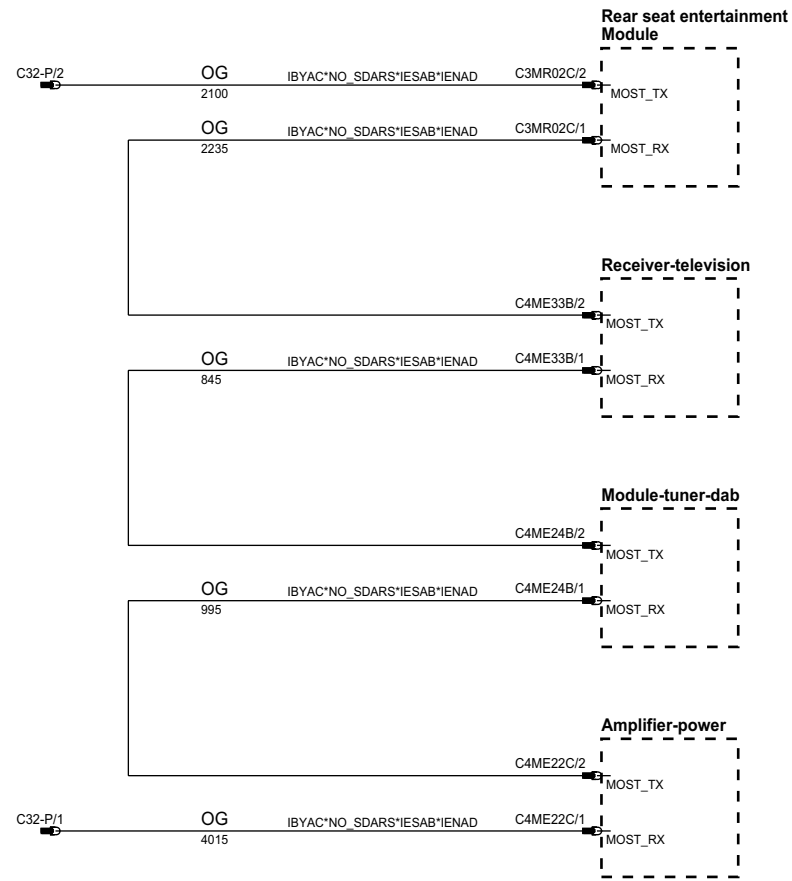 Rear seat entertainment
Module
C32-P/2
OG
IBYAC*NO_SDARS*IESAB*IENAD
C3MR02C/2
2100
MOST_TX
OG
IBYAC*NO_SDARS*IESAB*IENAD
C3MR02C/1
2235
MOST_RX
Receiver-television
C4ME33B/2
MOST_TX
OG
IBYAC*NO_SDARS*IESAB*IENAD
C4ME33B/1
845
MOST_RX
Module-tuner-dab
C4ME24B/2
MOST_TX
OG
IBYAC*NO_SDARS*IESAB*IENAD
C4ME24B/1
995
MOST_RX
Amplifier-power
C4ME22C/2
MOST_TX
C32-P/1
OG
IBYAC*NO_SDARS*IESAB*IENAD
C4ME22C/1
4015
MOST_RX